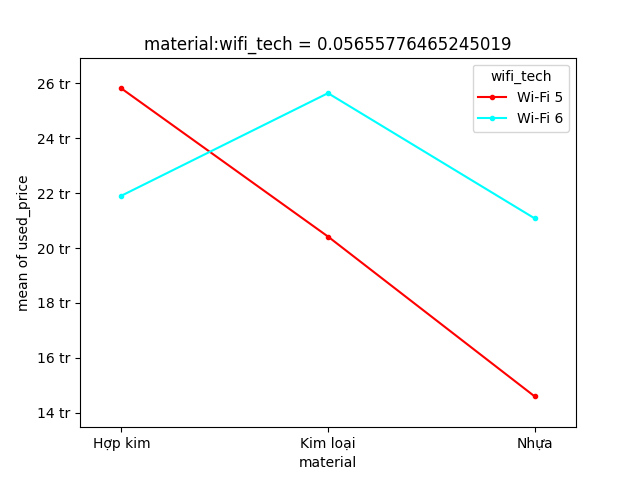 material:wifi_tech = 0.05655776465245019
wifi_tech
Wi-Fi 5
Wi-Fi 6
mean of used_price
26 tr
24 tr
22 tr
20 tr
18 tr
16 tr
14 tr
Hợp kim
Kim loại
Nhựa
material